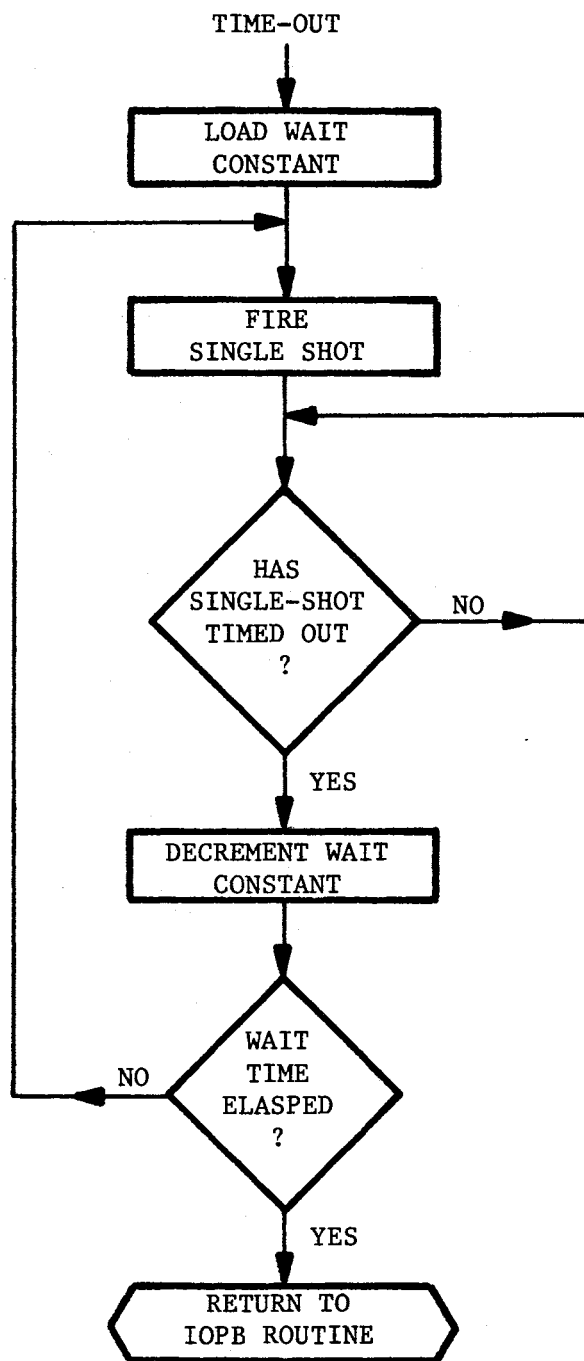 TIME-OUT
LOAD WAIT
CONSTANT
FIRE
SINGLE SHOT
HAS
SINGLE-SHOT
TIMED OUT
?
NO
YES
DECREMENT WAIT
CONSTANT
WAIT
TIME
ELASPED
?
NO
YES
RETURN TO
IOPB ROUTINE